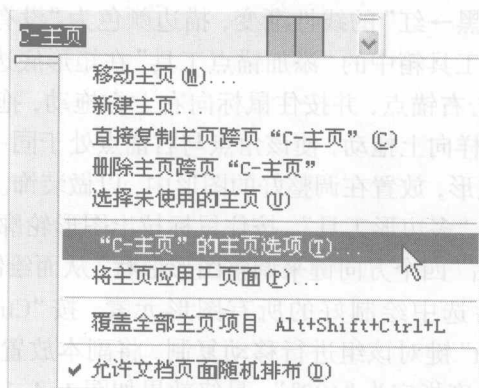 C-主页
移动主页(M)...
新建主页...
直接复制主页跨页“C-主页”(C)
删除主页跨页“C-主页”
选择未使用的主页(U)
“C-主页”的主页选项(T)...
将主页应用于页面(P)...
覆盖全部主页项目 Alt+Shift+Ctrl+L
✓ 允许文档页面随机排布(D)